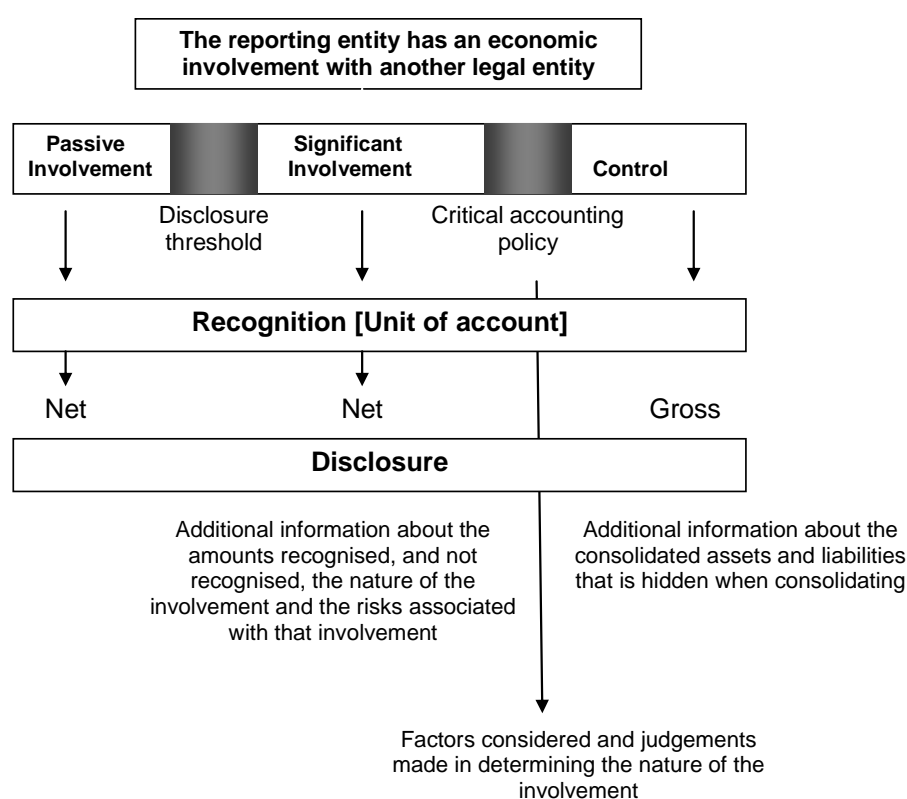 The reporting entity has an economic
involvement with another legal entity
Passive
Involvement
Significant
Involvement
Control
Disclosure
threshold
Critical accounting
policy
Recognition [Unit of account]
Net
Net
Gross
Disclosure
Additional information about the
amounts recognised, and not
recognised, the nature of the
involvement and the risks associated
with that involvement
Additional information about the
consolidated assets and liabilities
that is hidden when consolidating
Factors considered and judgements
made in determining the nature of the
involvement